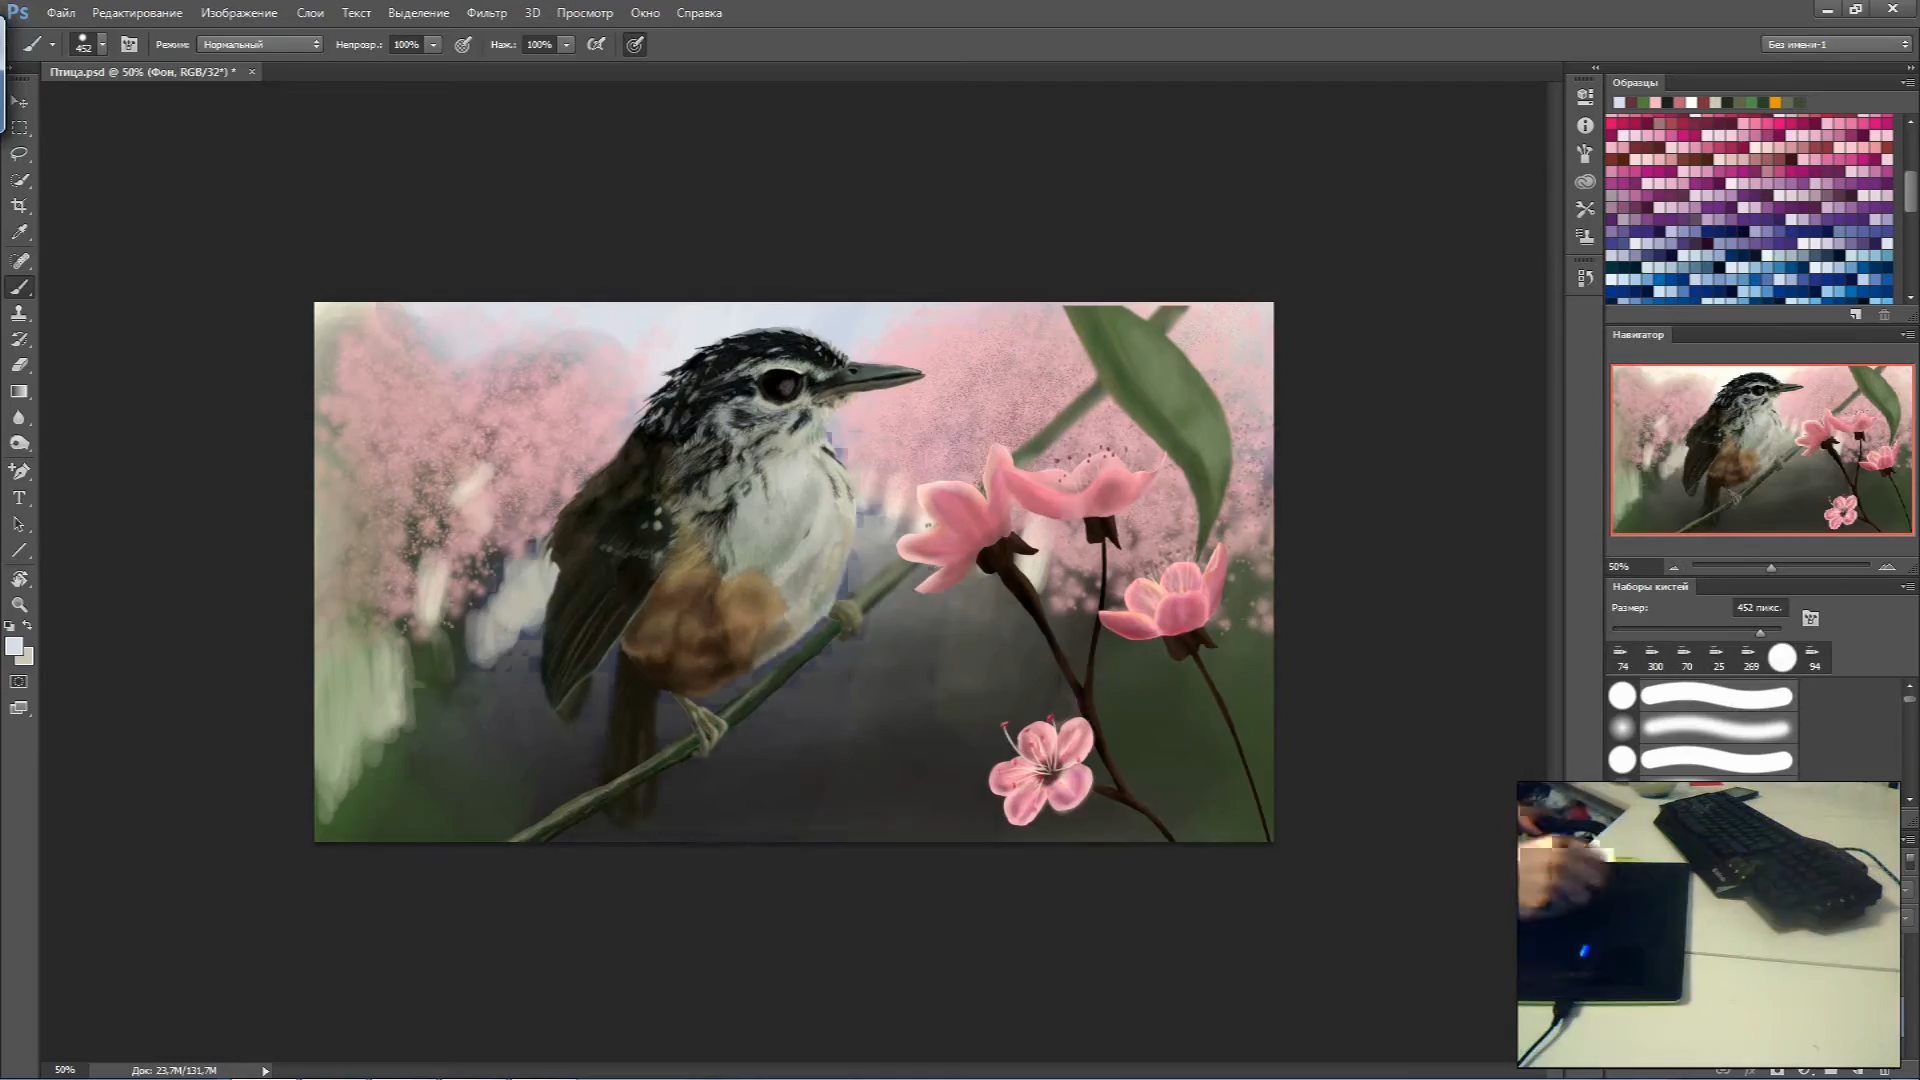 Ps Файл Редактирование Изображение Слои Текст Выделение Фильтр 3D Просмотр Окно Справка
452 Режим: Нормальный Непрозр.: 100% Наж.: 100% Без имени-1
Птица.psd @ 50% (Фон, RGB/32*) * ×
Образцы
Навигатор
50%
Наборы кистей
Размер: 452 пикс.
74 300 70 25 269 94
50% Док: 23,7M/131,7M